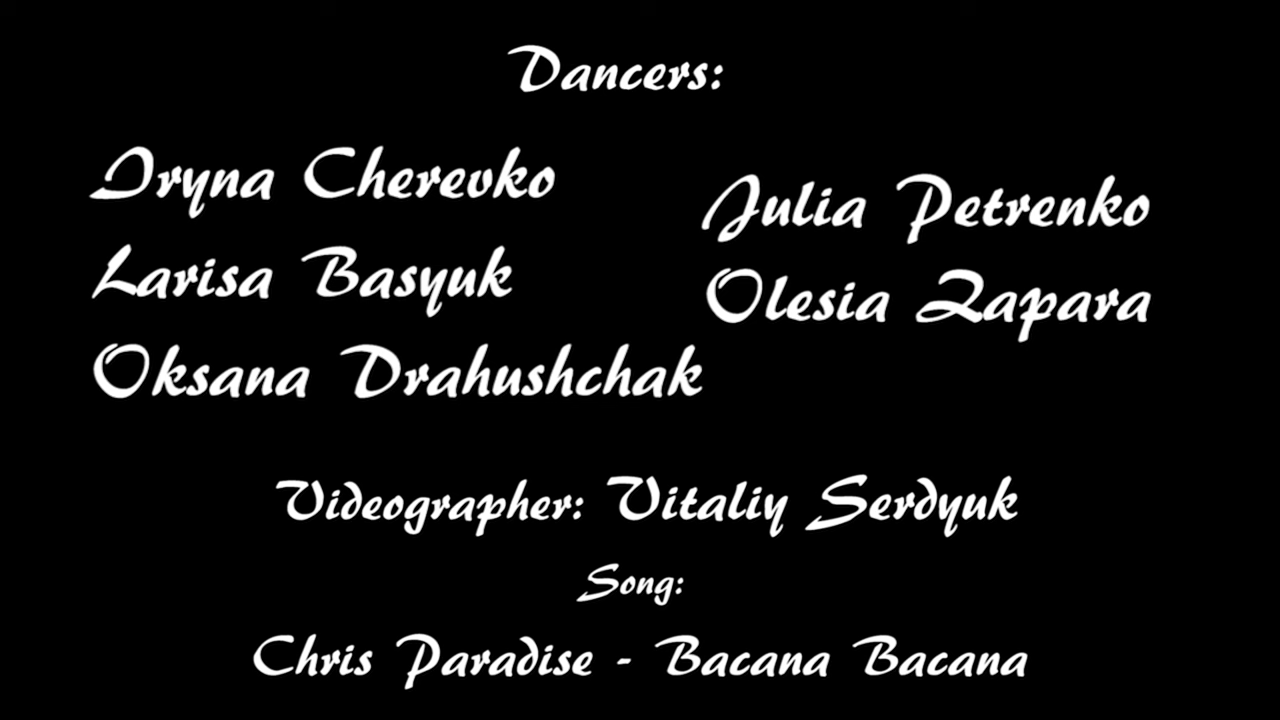 Dancers:
Iryna Cherevko
Larisa Basyuk
Oksana Drahushchak
Julia Petrenko
Olesia Zapara
Videographer: Vitaliy Serdyuk
Song:
Chris Paradise - Bacana Bacana